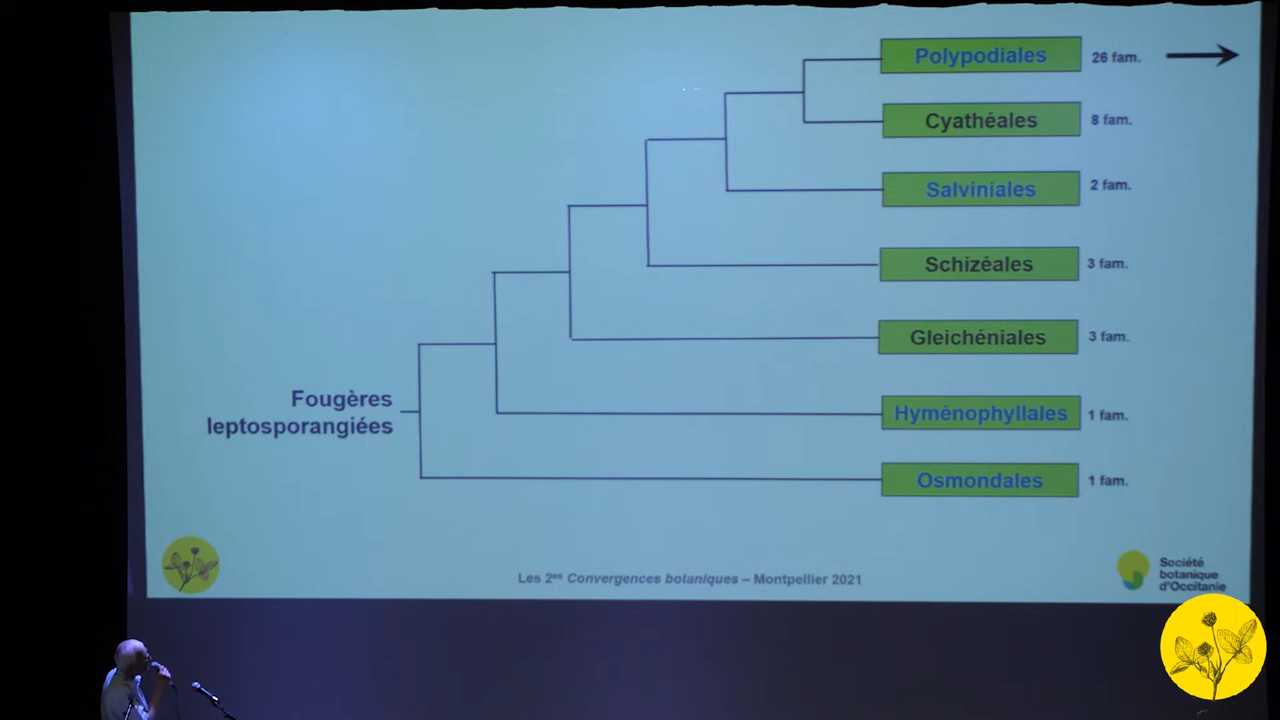 Polypodiales 26 fam.
Cyathéales 8 fam.
Salviniales 2 fam.
Schizéales 3 fam.
Gleichéniales 3 fam.
Fougères
leptosporangiées
Hyménophyllales 1 fam.
Osmondales 1 fam.
Les 2es Convergences botaniques – Montpellier 2021
Société
botanique
d'Occitanie